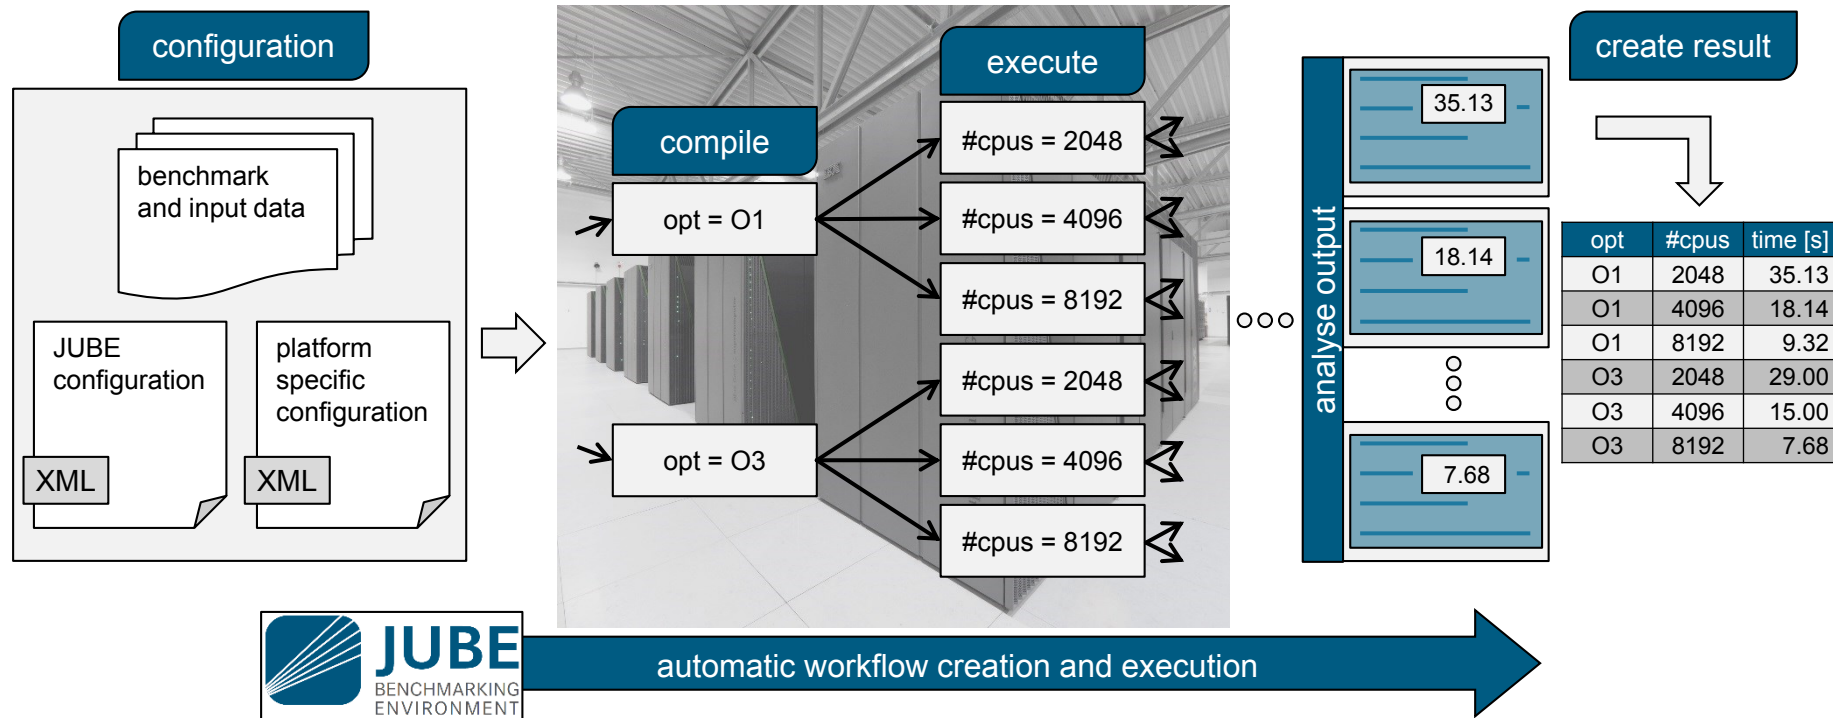 configuration
benchmark
and input data
JUBE
configuration
XML
platform
specific
configuration
XML
compile
opt = O1
opt = O3
execute
#cpus = 2048
#cpus = 4096
#cpus = 8192
#cpus = 2048
#cpus = 4096
#cpus = 8192
analyse output
35.13
18.14
7.68
create result
opt #cpus time [s]
O1 2048 35.13
O1 4096 18.14
O1 8192 9.32
O3 2048 29.00
O3 4096 15.00
O3 8192 7.68
JUBE
BENCHMARKING
ENVIRONMENT
automatic workflow creation and execution